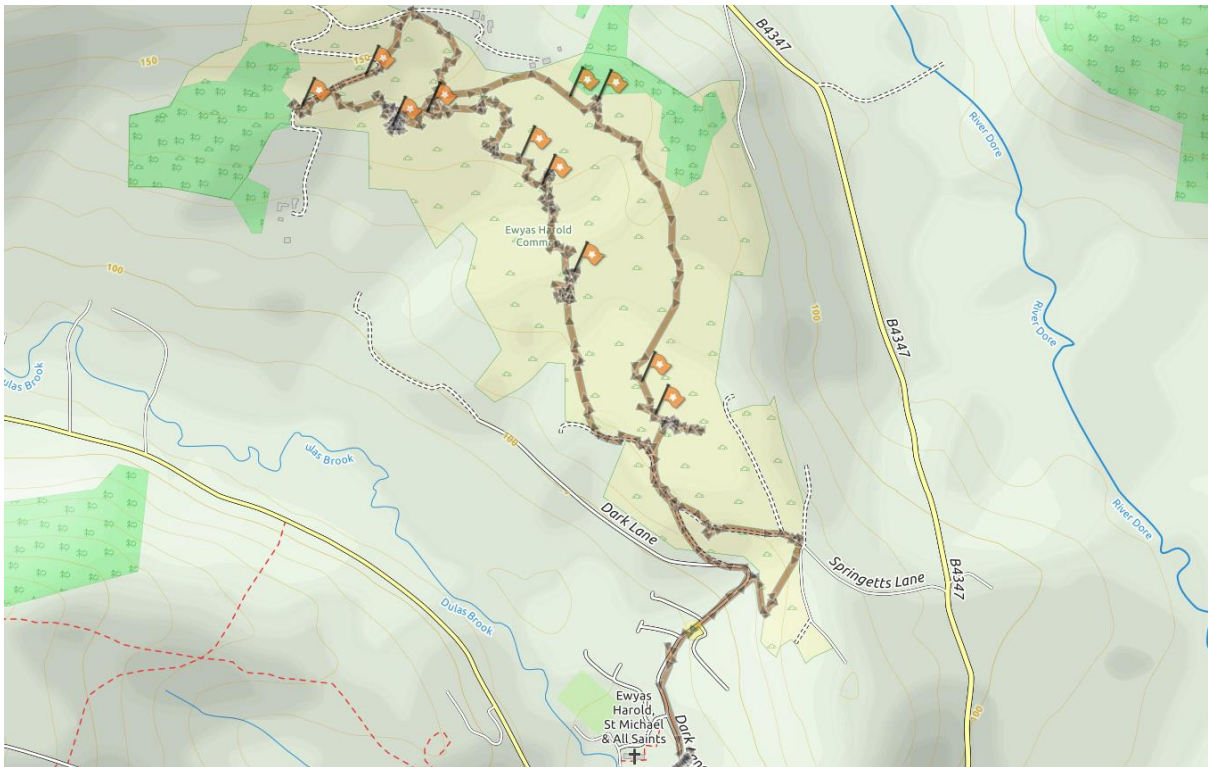 B4347
150
150
River Dore
Ewyas Harold
Comm
100
100
River Dore
B4347
ulas Brook
100
ulas Brook
River Dore
Dark Lane
Springetts Lane
B4347
Dulas Brook
Ewyas
Harold,
St Michael
& All Saints
Dark
100